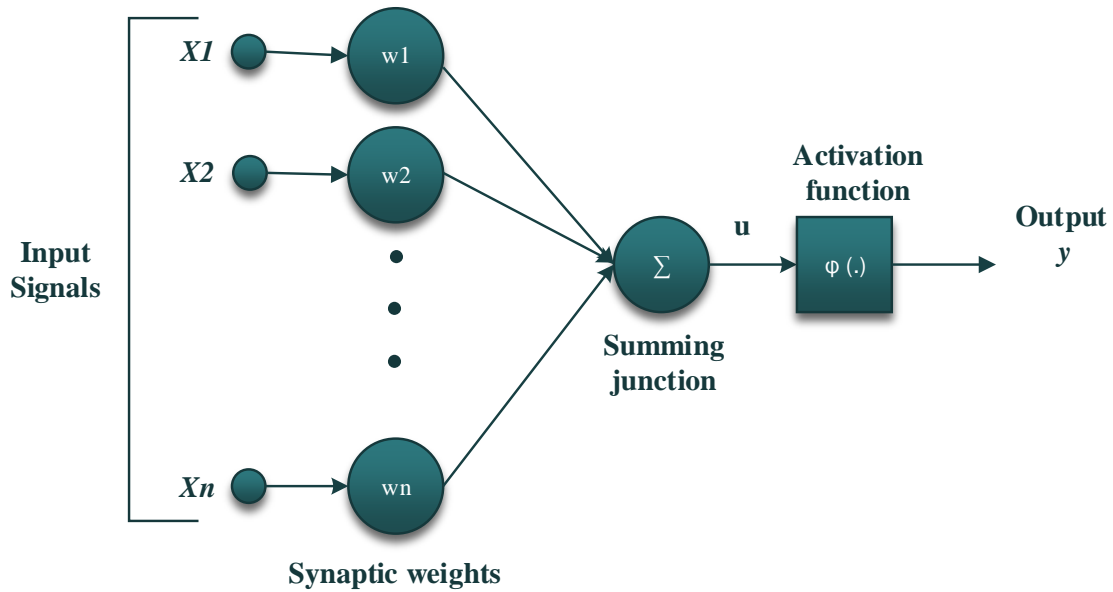 X1
w1
X2
w2
Input
Signals
Xn
wn
Synaptic weights
∑
Summing
junction
u
Activation
function
φ (.)
Output
y